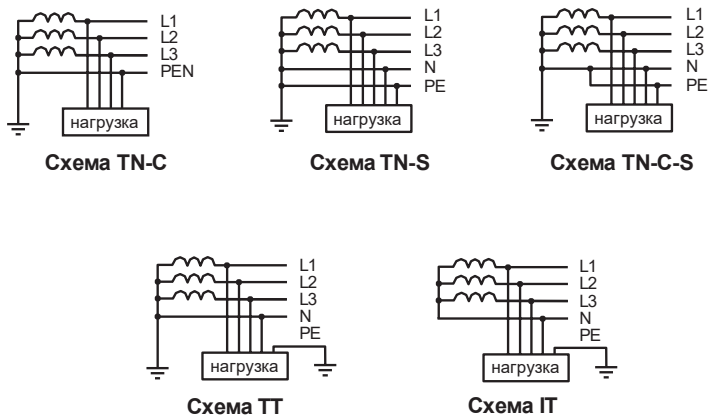 L1
L2
L3
PEN
нагрузка
Схема TN-C
L1
L2
L3
N
PE
нагрузка
Схема TN-S
L1
L2
L3
N
PE
нагрузка
Схема TN-C-S
L1
L2
L3
N
PE
нагрузка
Схема TT
L1
L2
L3
N
PE
нагрузка
Схема IT